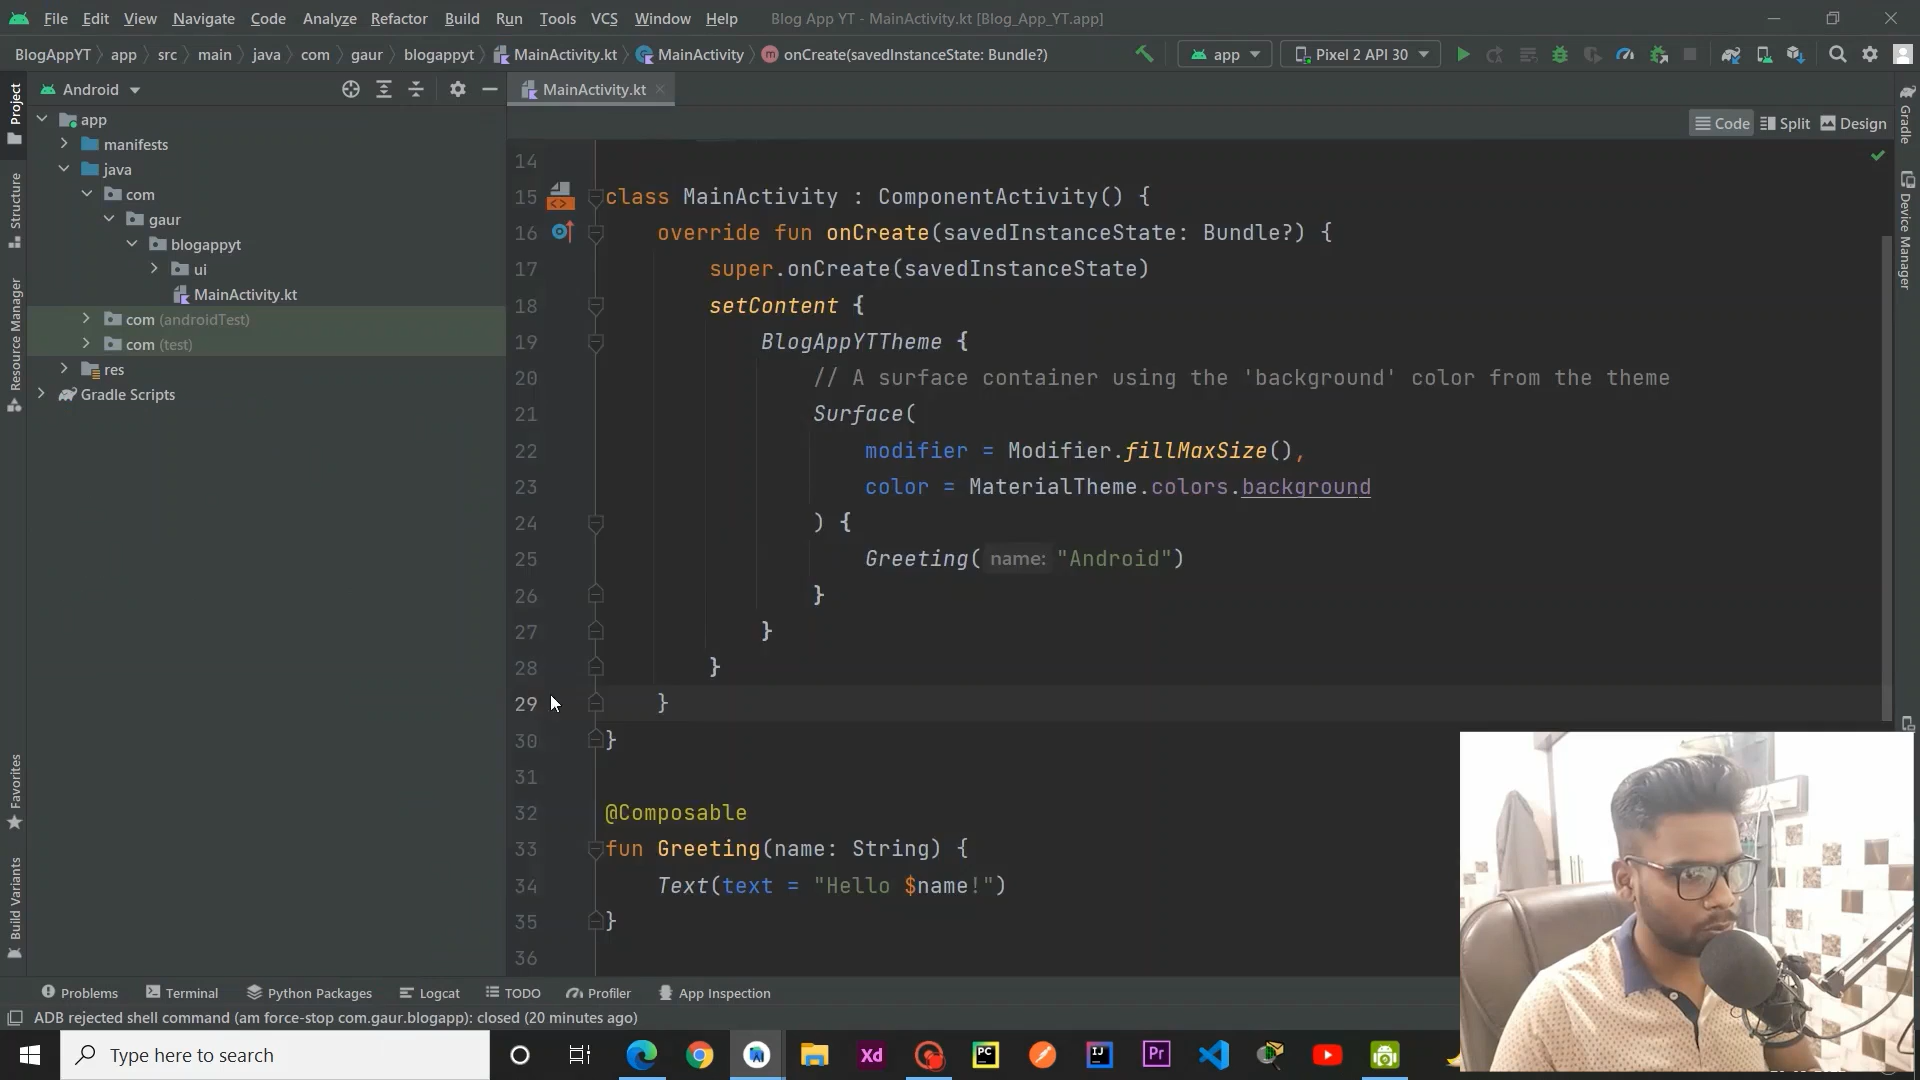 File Edit View Navigate Code Analyze Refactor Build Run Tools VCS Window Help Blog App YT - MainActivity.kt [Blog_App_YT.app]
BlogAppYT app src main java com gaur blogappyt MainActivity.kt MainActivity onCreate(savedInstanceState: Bundle?) app Pixel 2 API 30
Project
Android
MainActivity.kt
Code Split Design
Gradle
Device Manager
Structure
Resource Manager
Favorites
Build Variants
app
manifests
java
com
gaur
blogappyt
ui
MainActivity.kt
com (androidTest)
com (test)
res
Gradle Scripts
14
15 class MainActivity : ComponentActivity() {
16 override fun onCreate(savedInstanceState: Bundle?) {
17 super.onCreate(savedInstanceState)
18 setContent {
19 BlogAppYTTheme {
20 // A surface container using the 'background' color from the theme
21 Surface(
22 modifier = Modifier.fillMaxSize(),
23 color = MaterialTheme.colors.background
24 ) {
25 Greeting( name: "Android")
26 }
27 }
28 }
29 }
30 }
31
32 @Composable
33 fun Greeting(name: String) {
34 Text(text = "Hello $name!")
35 }
36
Problems Terminal Python Packages Logcat TODO Profiler App Inspection
ADB rejected shell command (am force-stop com.gaur.blogapp): closed (20 minutes ago)
Type here to search
Xd
PC
IJ
Pr